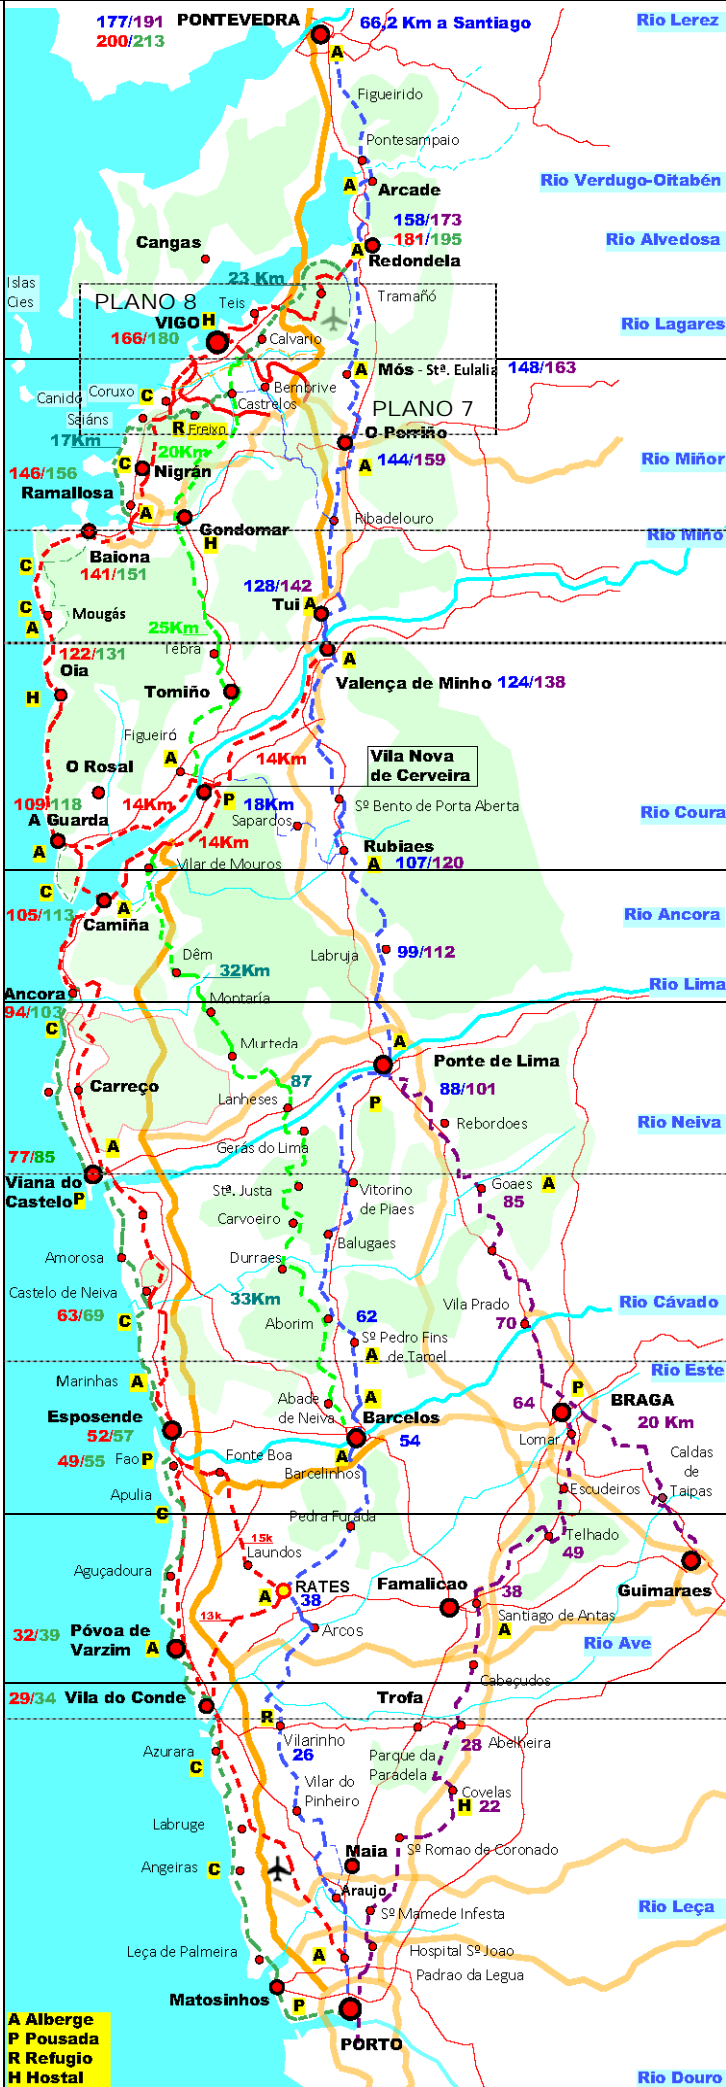 177/191 PONTEVEDRA 66,2 Km a Santiago Rio Lerez
200/213
A
Figueirido
Pontesampaio
A Arcade Rio Verdugo-Oitabén
158/173
Cangas 181/195 Rio Alvedosa
A Redondela
Islas
Cies
23 Km
PLANO 8 Teis Tramañó
VIGO H Rio Lagares
166/180 Calvario
A Mós - Stª. Eulalia 148/163
Canido Coruxo C Bembrive
Castrelos PLANO 7
Saiáns R Freixo
17Km O Porriño
20Km 144/159 Rio Miñor
146/156 C Nigrán A
Ramallosa A
Gondomar Ribadelouro
H
Baiona Rio Miño
141/151
C
128/142
C Mougás Tui A
A
25Km
122/131 Tebra A
Oia Valença de Minho 124/138
H Tomiño
Figueiró
14Km Vila Nova
de Cerveira
O Rosal A
109/118 14Km P 18Km Sº Bento de Porta Aberta
A Guarda Sapardos Rio Coura
14Km Rubiaes
A Vilar de Mouros A 107/120
C
105/113 A
Camiña Rio Ancora
Dêm Labruja 99/112
32Km
Ancora Rio Lima
94/103 Montaría
C
Murteda A
Ponte de Lima
Carreço 87 88/101
Lanheses P
Rebordoes Rio Neiva
A Gerás do Lima
77/85
Viana do Stª. Justa Vitorino Goaes A
Castelo P de Piaes 85
Carvoeiro
Balugaes
Amorosa Durraes
Castelo de Neiva 33Km Vila Prado Rio Cávado
63/69 C Aborim 62 70
Sº Pedro Fins
A de Tamel
Rio Este
Marinhas A
Abade A P
de Neiva 64 BRAGA
Esposende Barcelos 20 Km
52/57 54 Lomar
49/55 Fao P Fonte Boa A Caldas
Barcelinhos de
Apulia Escudeiros Taipas
C Pedra Furada
15k Telhado
Laundos 49
Aguçadoura RATES Famalicao 38 Guimaraes
A 38
13k Santiago de Antas
32/39 Póvoa de Arcos A
Varzim A Rio Ave
Cabeçudos
29/34 Vila do Conde Trofa
R
Vilarinho Abelheira
Azurara 26 Parque da 28
C Paradela
Vilar do Covelas
Pinheiro H 22
Labruge
Maia Sº Romao de Coronado
Angeiras C
Araujo
Sº Mamede Infesta Rio Leça
Leça de Palmeira A Hospital Sº Joao
Padrao da Legua
Matosinhos P
A Alberge
P Pousada PORTO
R Refugio
H Hostal Rio Douro